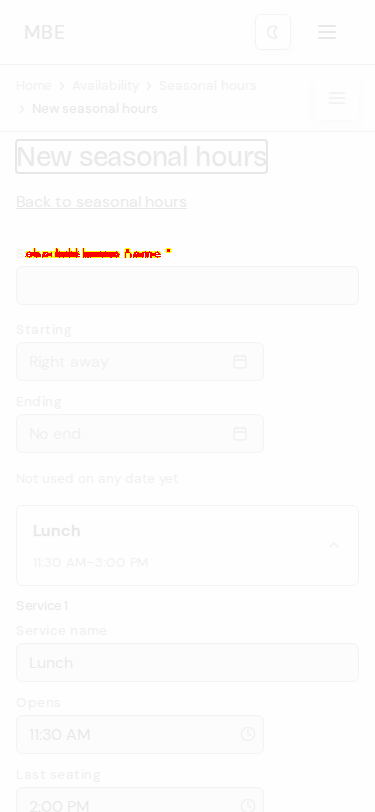 MBE
Home > Availability > Seasonal hours
> New seasonal hours
New seasonal hours
Back to seasonal hours
Starting
Right away
Ending
No end
Not used on any date yet
Lunch
11:30 AM–3:00 PM
Service 1
Service name
Lunch
Opens
11:30 AM
Last seating
2:00 PM